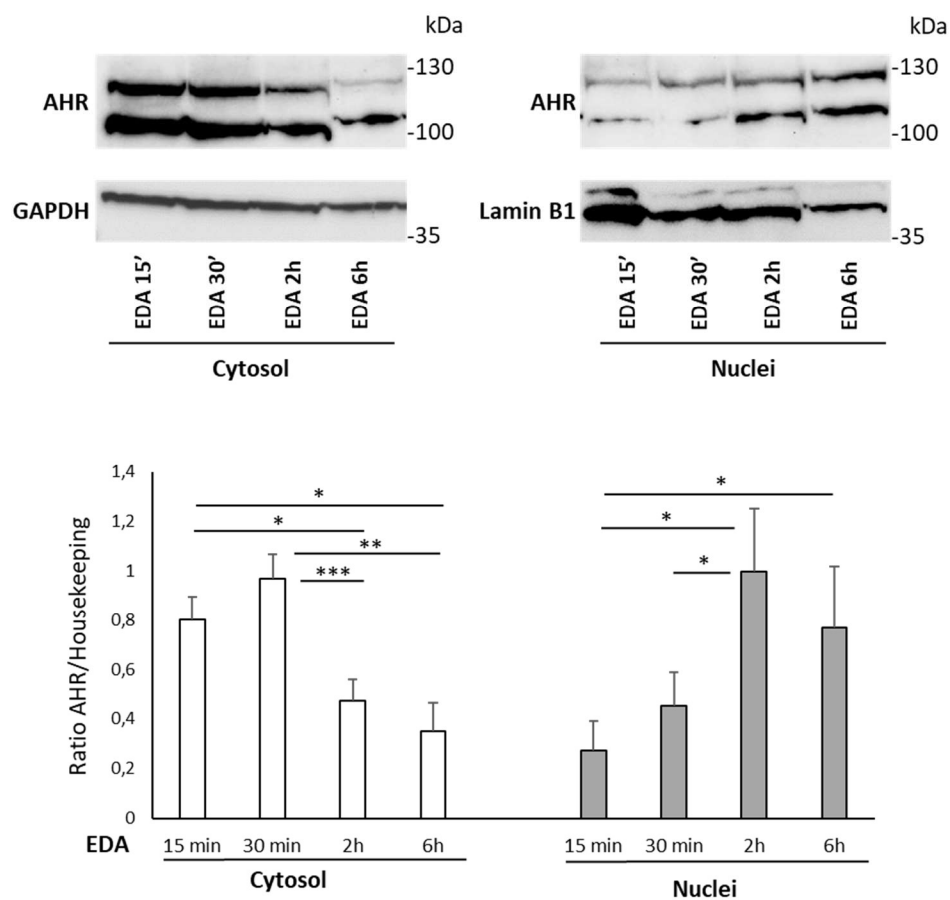 kDa
AHR
-130
-100
GAPDH
-35
EDA 15’
EDA 30’
EDA 2h
EDA 6h
Cytosol
kDa
AHR
-130
-100
Lamin B1
-35
EDA 15’
EDA 30’
EDA 2h
EDA 6h
Nuclei
Ratio AHR/Housekeeping
1,4
1,2
1
0,8
0,6
0,4
0,2
0
*
*
**
***
*
*
*
EDA 15 min 30 min 2h 6h 15 min 30 min 2h 6h
Cytosol Nuclei